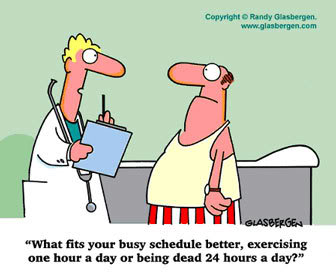 Copyright © Randy Glasbergen.
www.glasbergen.com
GLASBERGEN
“What fits your busy schedule better, exercising
one hour a day or being dead 24 hours a day?”